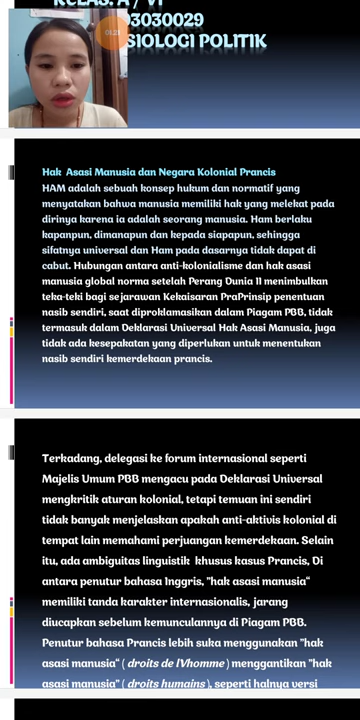 KELAS: A / VI
03030029
SIOLOGI POLITIK
01:23
Hak Asasi Manusia dan Negara Kolonial Prancis
HAM adalah sebuah konsep hukum dan normatif yang
menyatakan bahwa manusia memiliki hak yang melekat pada
dirinya karena ia adalah seorang manusia. Ham berlaku
kapanpun, dimanapun dan kepada siapapun, sehingga
sifatnya universal dan Ham pada dasarnya tidak dapat di
cabut. Hubungan antara anti-kolonialisme dan hak asasi
manusia global norma setelah Perang Dunia II menimbulkan
teka-teki bagi sejarawan Kekaisaran PraPrinsip penentuan
nasib sendiri, saat diproklamasikan dalam Piagam PBB, tidak
termasuk dalam Deklarasi Universal Hak Asasi Manusia, juga
tidak ada kesepakatan yang diperlukan untuk menentukan
nasib sendiri kemerdekaan prancis.
Terkadang, delegasi ke forum internasional seperti
Majelis Umum PBB mengacu pada Deklarasi Universal
mengkritik aturan kolonial, tetapi temuan ini sendiri
tidak banyak menjelaskan apakah anti-aktivis kolonial di
tempat lain memahami perjuangan kemerdekaan. Selain
itu, ada ambiguitas linguistik khusus kasus Prancis, Di
antara penutur bahasa Inggris, "hak asasi manusia"
memiliki tanda karakter internasionalis, jarang
diucapkan sebelum kemunculannya di Piagam PBB.
Penutur bahasa Prancis lebih suka menggunakan "hak
asasi manusia" ( droits de lVhomme ) menggantikan "hak
asasi manusia" ( droits humains ), seperti halnya versi